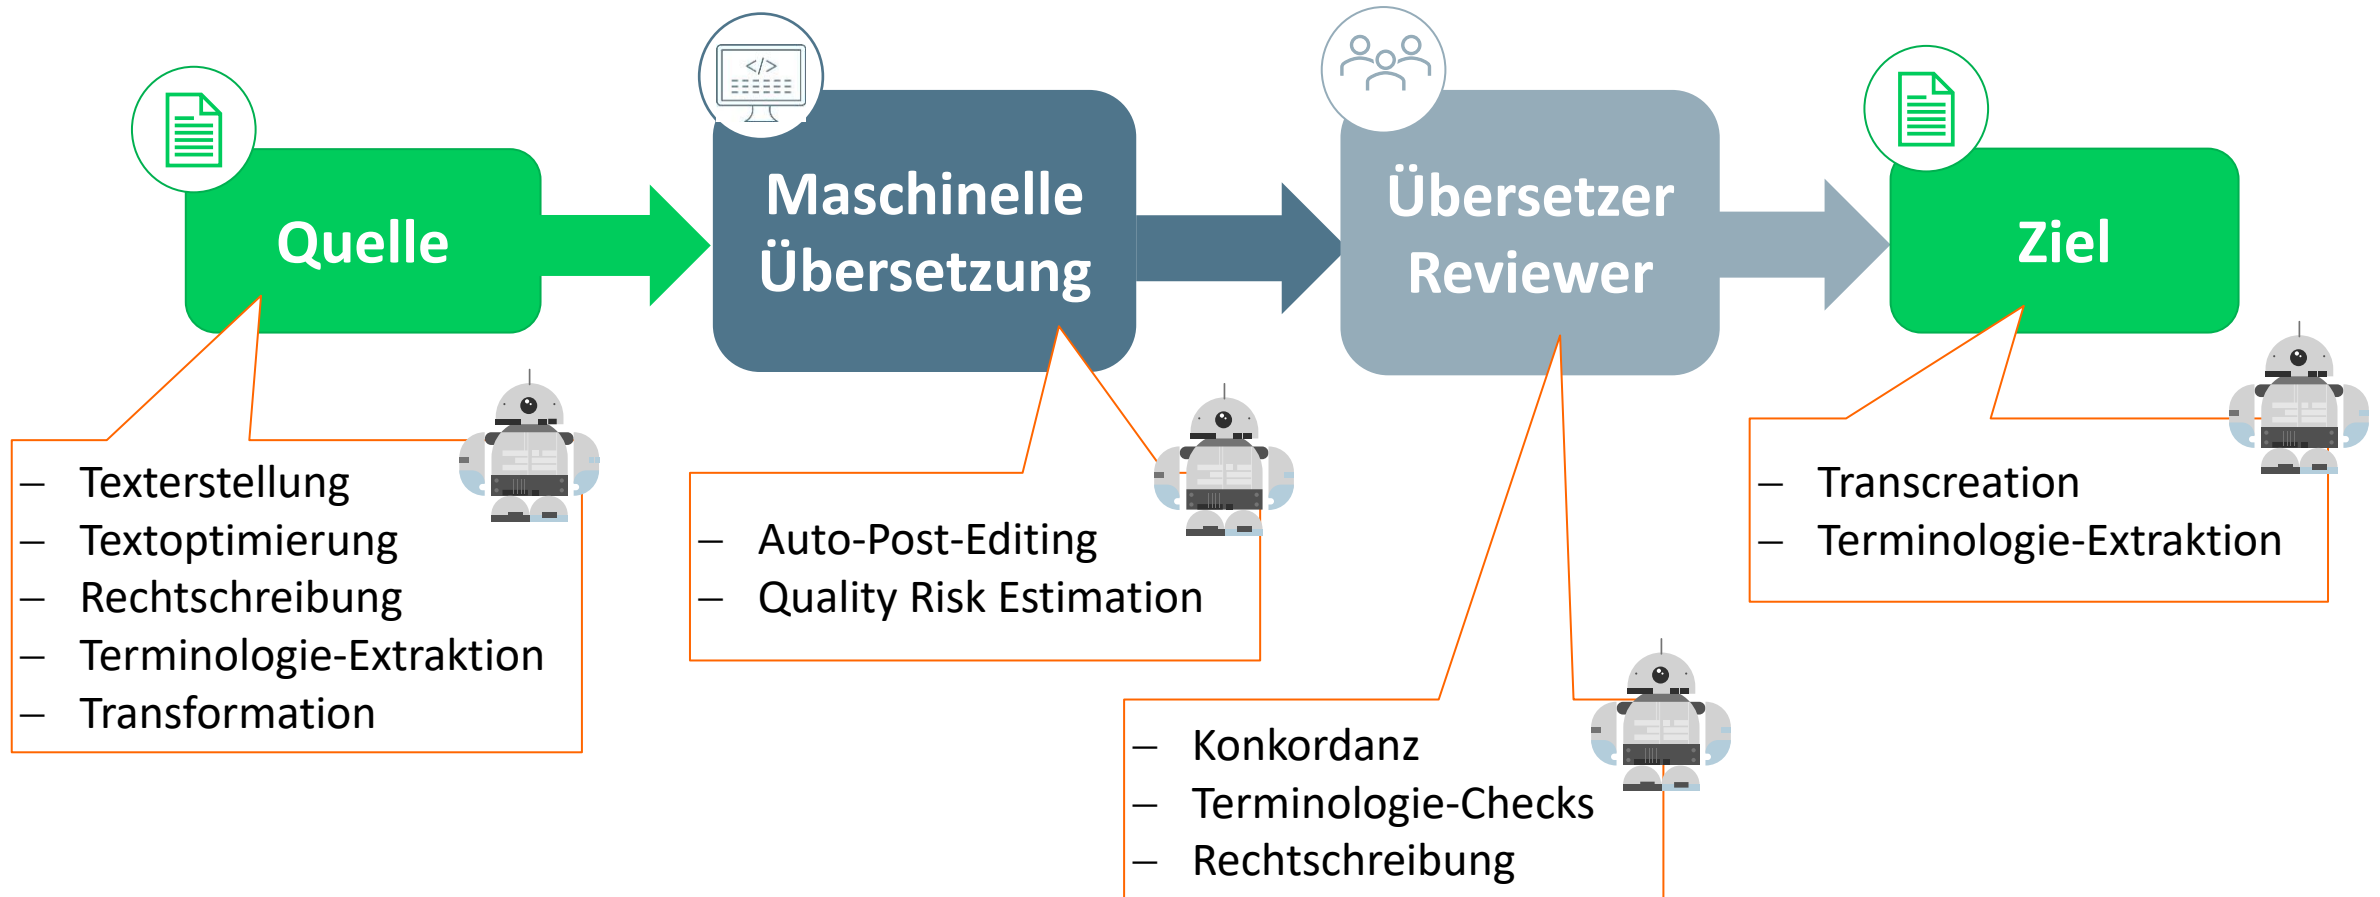 Quelle
Maschinelle
Übersetzung
Übersetzer
Reviewer
Ziel
</>
– Texterstellung
– Textoptimierung
– Rechtschreibung
– Terminologie-Extraktion
– Transformation
– Auto-Post-Editing
– Quality Risk Estimation
– Konkordanz
– Terminologie-Checks
– Rechtschreibung
– Transcreation
– Terminologie-Extraktion